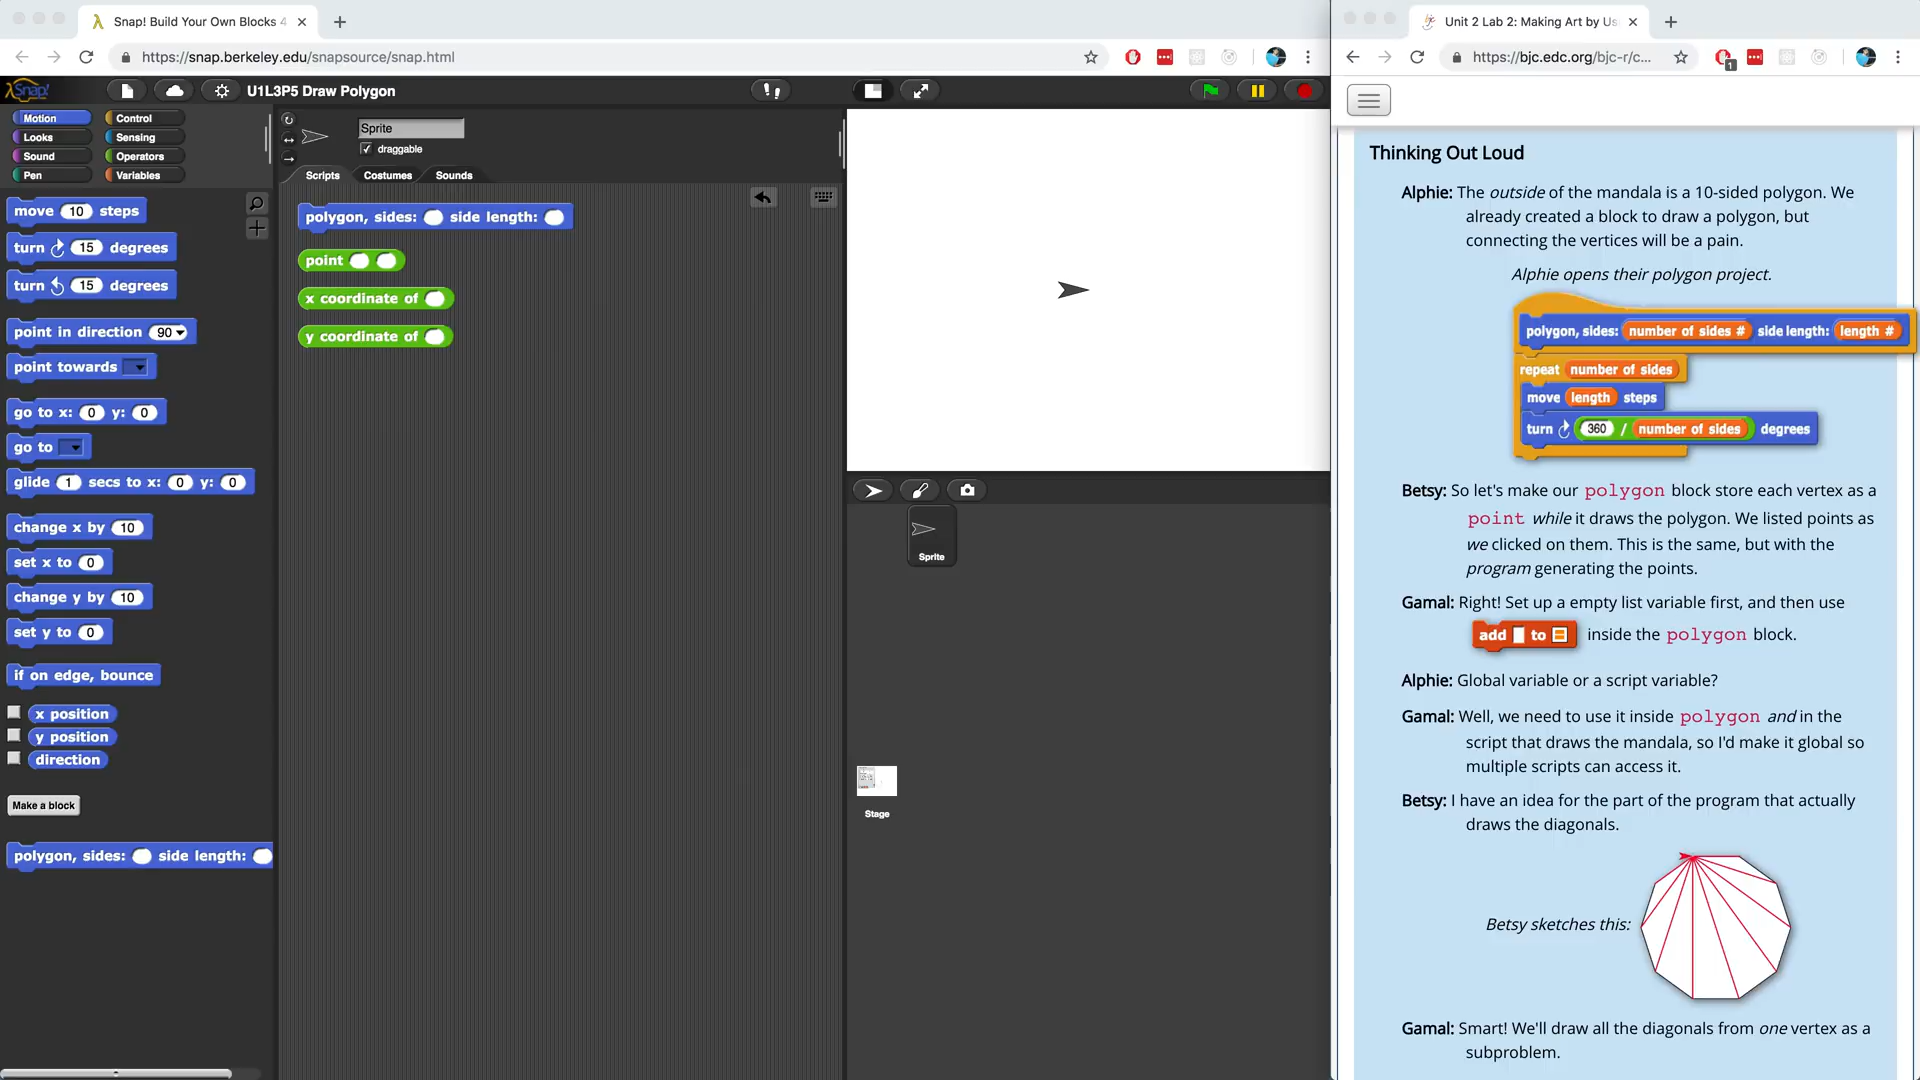 Snap! Build Your Own Blocks 4
https://snap.berkeley.edu/snapsource/snap.html
Snap!
U1L3P5 Draw Polygon
Motion
Control
Looks
Sensing
Sound
Operators
Pen
Variables
move 10 steps
turn 15 degrees
turn 15 degrees
point in direction 90
point towards
go to x: 0 y: 0
go to
glide 1 secs to x: 0 y: 0
change x by 10
set x to 0
change y by 10
set y to 0
if on edge, bounce
x position
y position
direction
Make a block
polygon, sides: side length:
Sprite
draggable
Scripts
Costumes
Sounds
polygon, sides: side length:
point
x coordinate of
y coordinate of
Sprite
Stage
Unit 2 Lab 2: Making Art by Us
https://bjc.edc.org/bjc-r/c...
1
Thinking Out Loud
Alphie: The outside of the mandala is a 10-sided polygon. We
already created a block to draw a polygon, but
connecting the vertices will be a pain.
Alphie opens their polygon project.
polygon, sides: number of sides # side length: length #
repeat number of sides
move length steps
turn 360 / number of sides degrees
Betsy: So let's make our polygon block store each vertex as a
point while it draws the polygon. We listed points as
we clicked on them. This is the same, but with the
program generating the points.
Gamal: Right! Set up a empty list variable first, and then use
add to inside the polygon block.
Alphie: Global variable or a script variable?
Gamal: Well, we need to use it inside polygon and in the
script that draws the mandala, so I'd make it global so
multiple scripts can access it.
Betsy: I have an idea for the part of the program that actually
draws the diagonals.
Betsy sketches this:
Gamal: Smart! We'll draw all the diagonals from one vertex as a
subproblem.